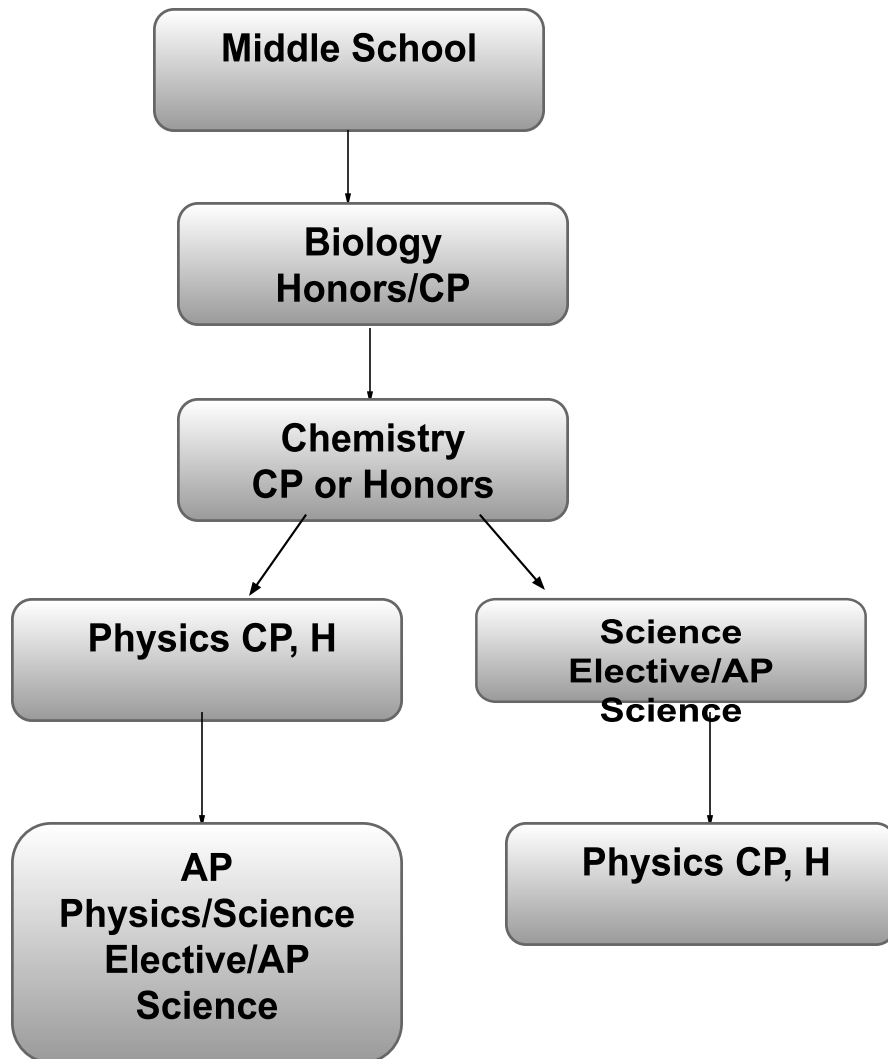 Middle School
Biology
Honors/CP
Chemistry
CP or Honors
Physics CP, H
Science
Elective/AP
Science
AP
Physics/Science
Elective/AP
Science
Physics CP, H